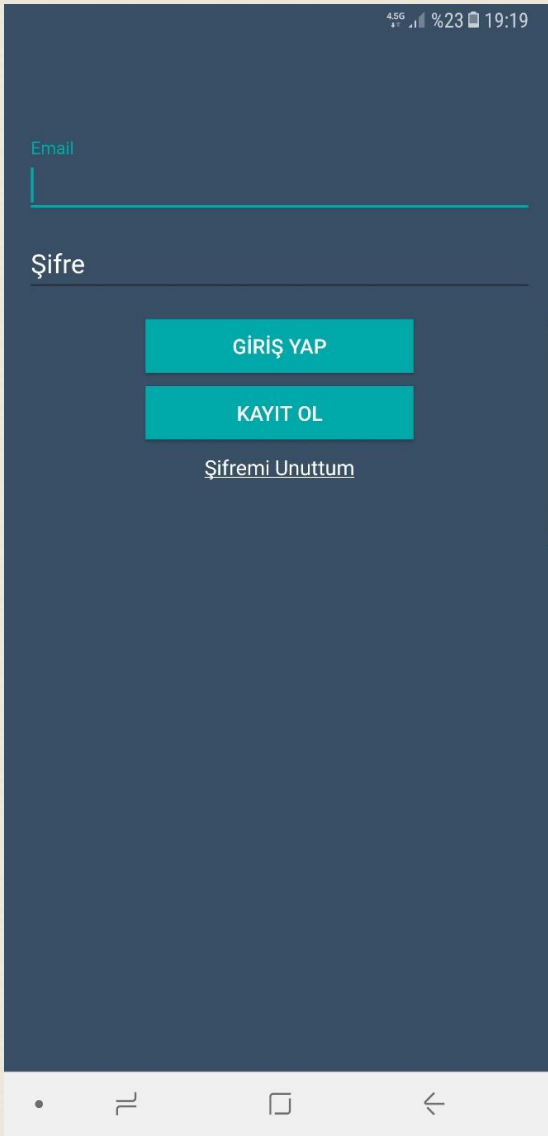 4.5G %23 19:19
Email
Şifre
GİRİŞ YAP
KAYIT OL
Şifremi Unuttum